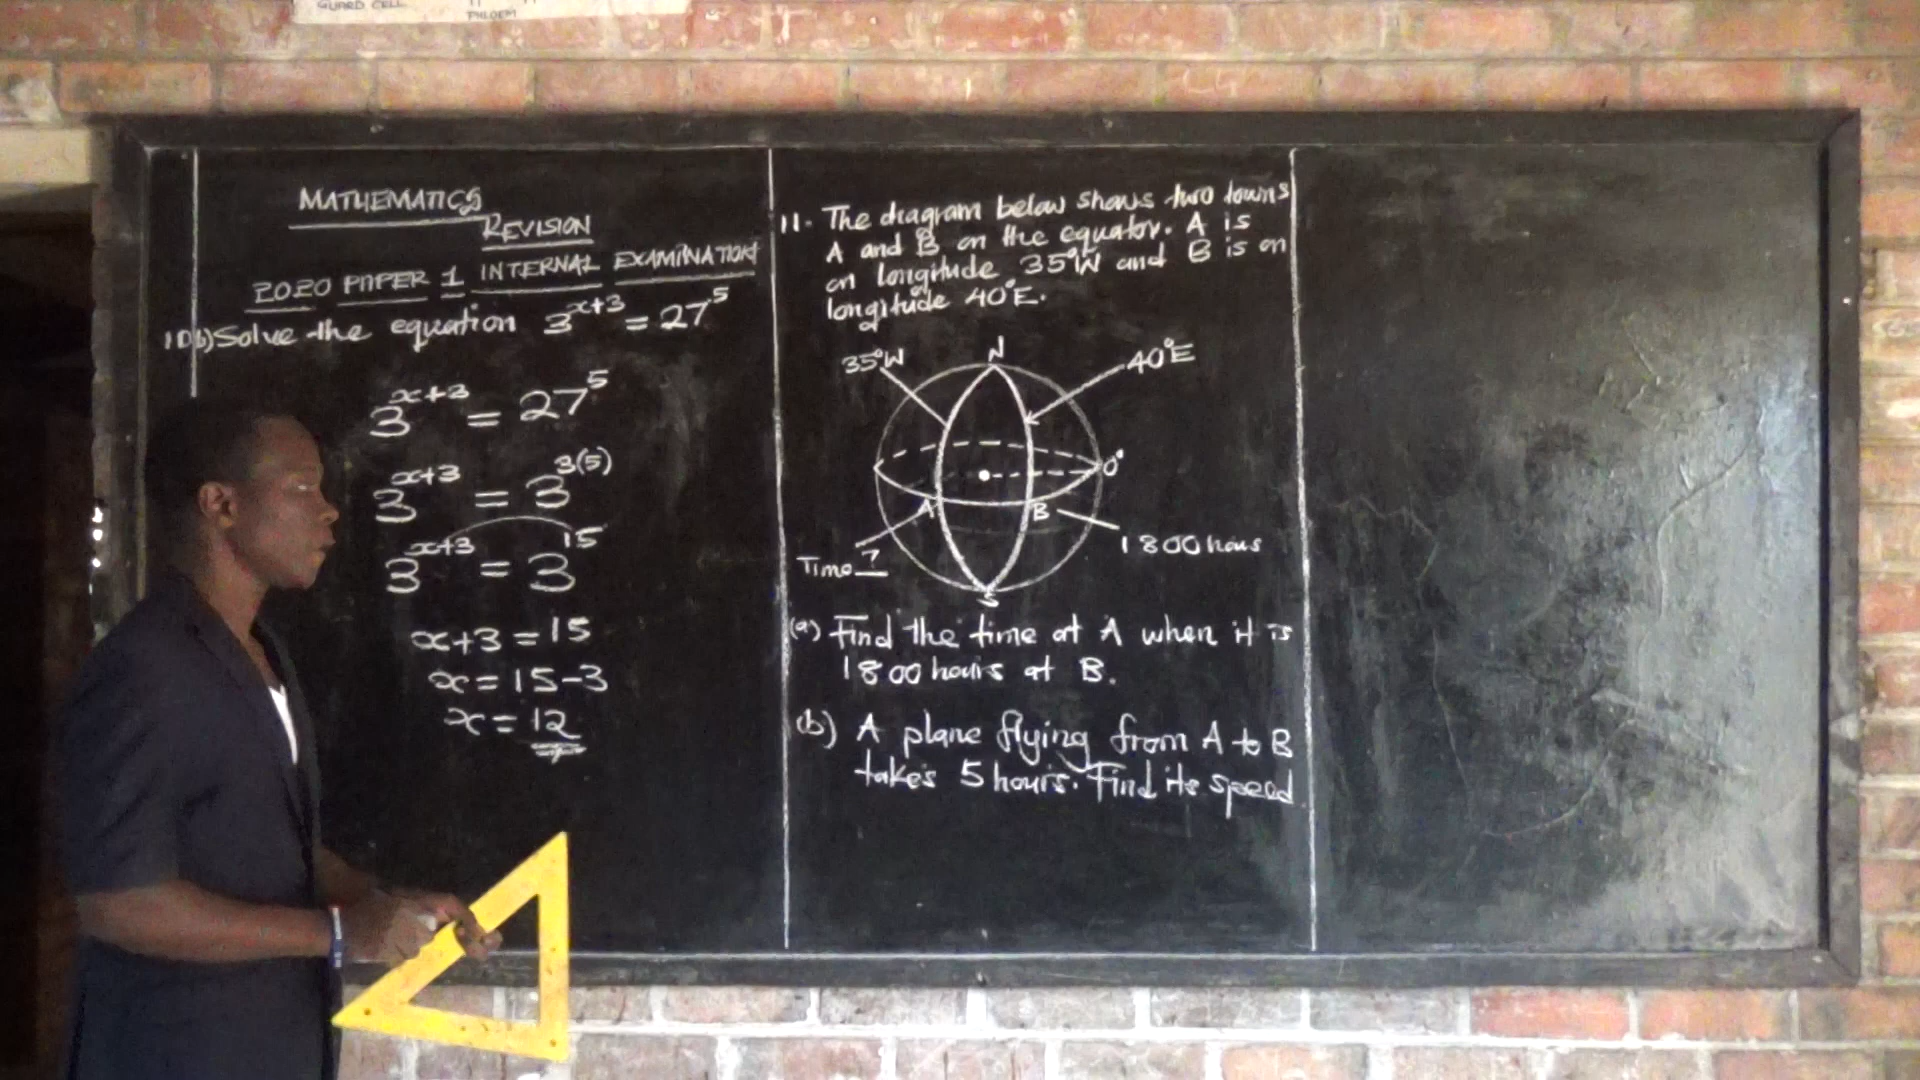 GUARD CELL
PHLOEM
MATHEMATICS
REVISION
2020 PAPER 1 INTERNAL EXAMINATION
10b) Solve the equation 3^{x+3} = 27^5
3^{x+3} = 27^5
3^{x+3} = 3^{3(5)}
3^{x+3} = 3^{15}
x+3 = 15
x = 15-3
x = 12
11. The diagram below shows two towns
A and B on the equator. A is
on longitude 35°W and B is on
longitude 40°E.
35°W
N
40°E
0°
A
B
Time ?
1800 hours
S
(a) Find the time at A when it is
1800 hours at B.
(b) A plane flying from A to B
takes 5 hours. Find its speed